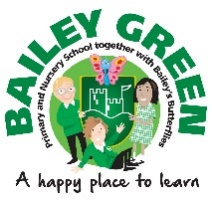 BAILEY GREEN
Primary and Nursery School together with Bailey's Butterflies
A happy place to learn